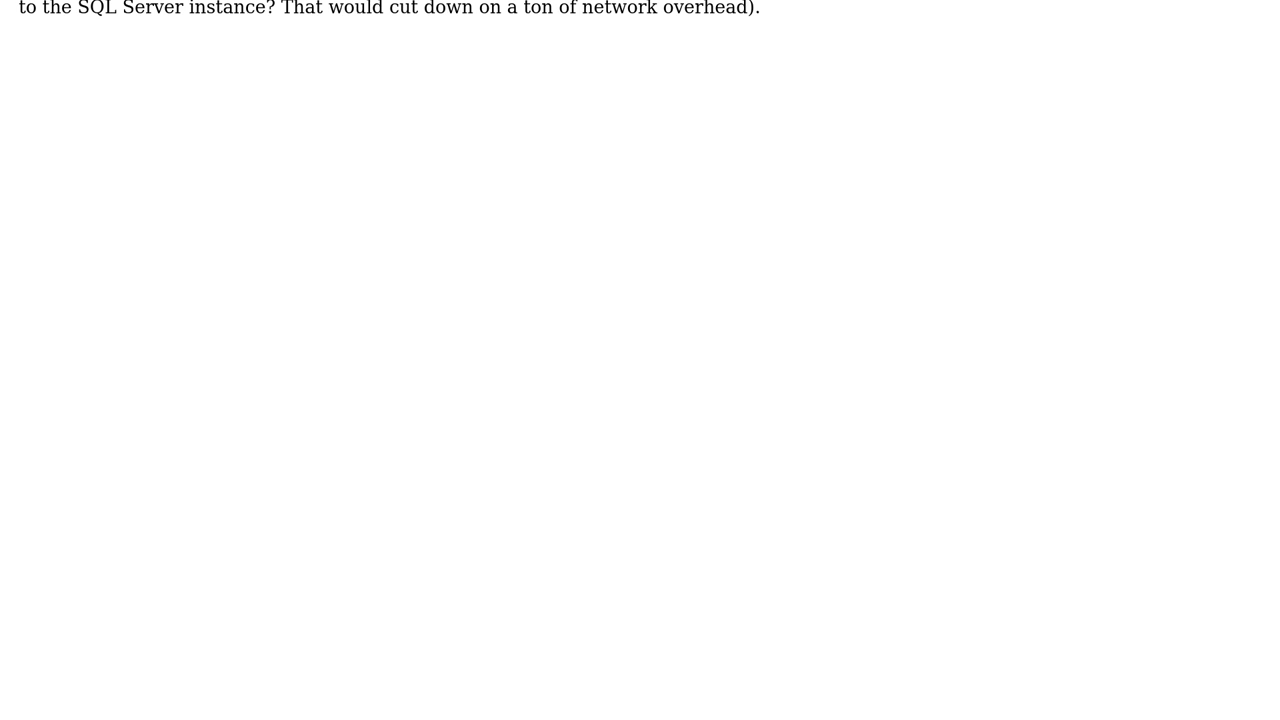 to the SQL Server instance? That would cut down on a ton of network overhead).